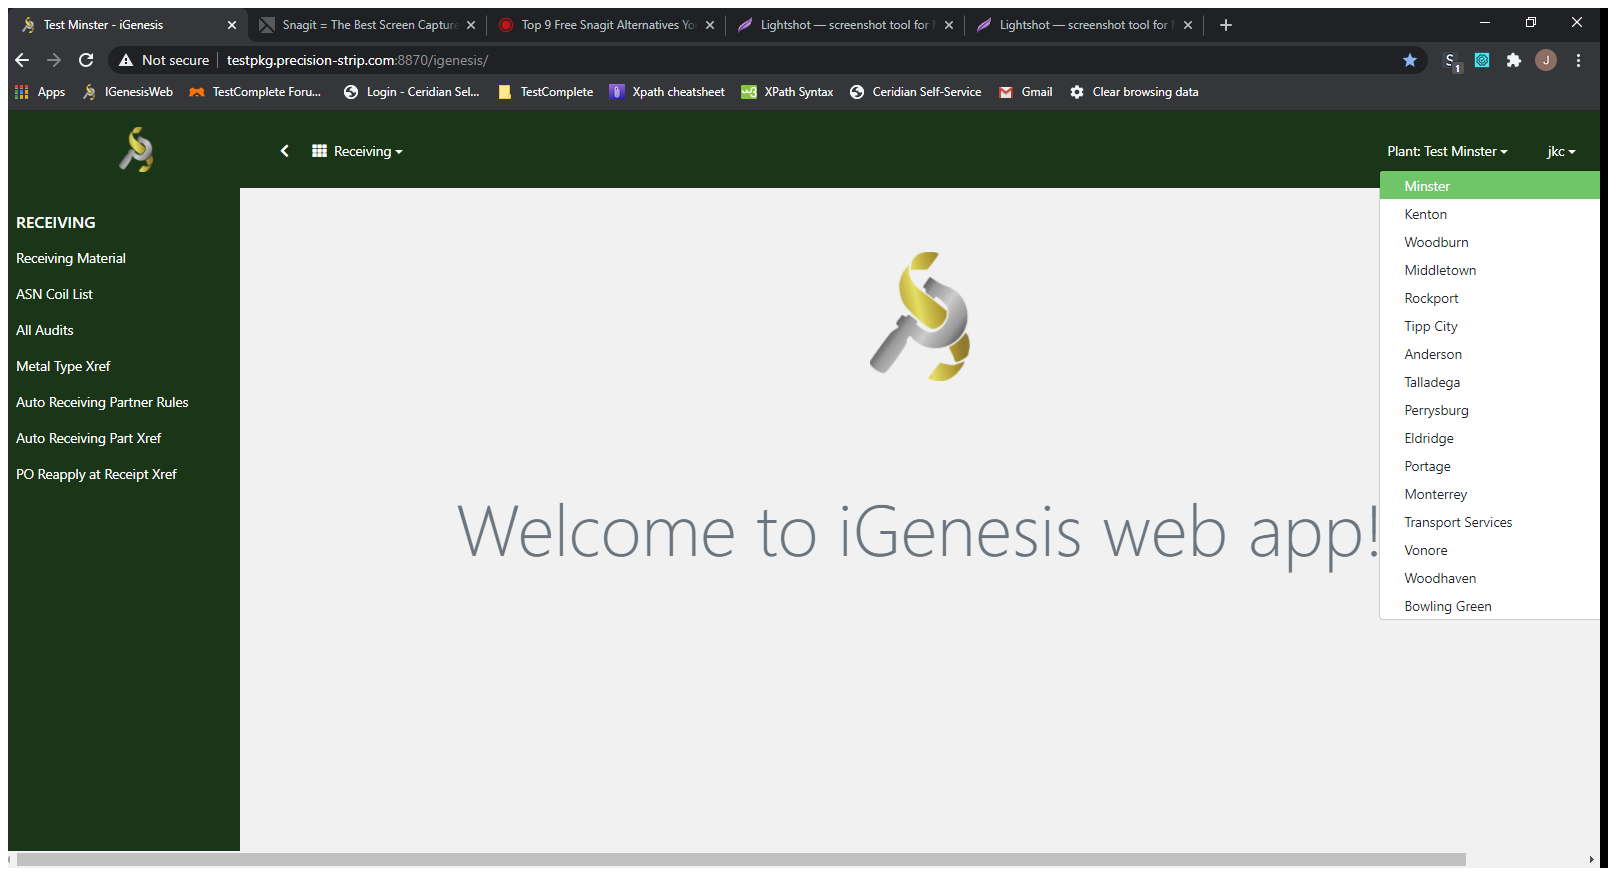 Test Minster - iGenesis
Snagit = The Best Screen Capture
Top 9 Free Snagit Alternatives Yo
Lightshot — screenshot tool for
Lightshot — screenshot tool for
Not secure
testpkg.precision-strip.com:8870/igenesis/
S 1
J
Apps
IGenesisWeb
TestComplete Foru...
Login - Ceridian Sel...
TestComplete
Xpath cheatsheet
XPath Syntax
Ceridian Self-Service
Gmail
Clear browsing data
Receiving
Plant: Test Minster
jkc
RECEIVING
Receiving Material
ASN Coil List
All Audits
Metal Type Xref
Auto Receiving Partner Rules
Auto Receiving Part Xref
PO Reapply at Receipt Xref
Welcome to iGenesis web app!
Minster
Kenton
Woodburn
Middletown
Rockport
Tipp City
Anderson
Talladega
Perrysburg
Eldridge
Portage
Monterrey
Transport Services
Vonore
Woodhaven
Bowling Green